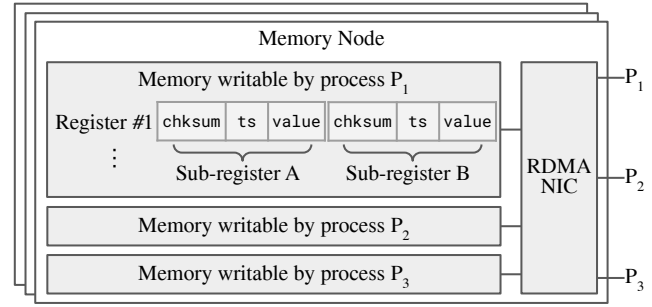 Memory Node
Memory writable by process P1
P1
Register #1 chksum ts value chksum ts value
⋮
Sub-register A Sub-register B
RDMA
NIC
P2
Memory writable by process P2
Memory writable by process P3
P3